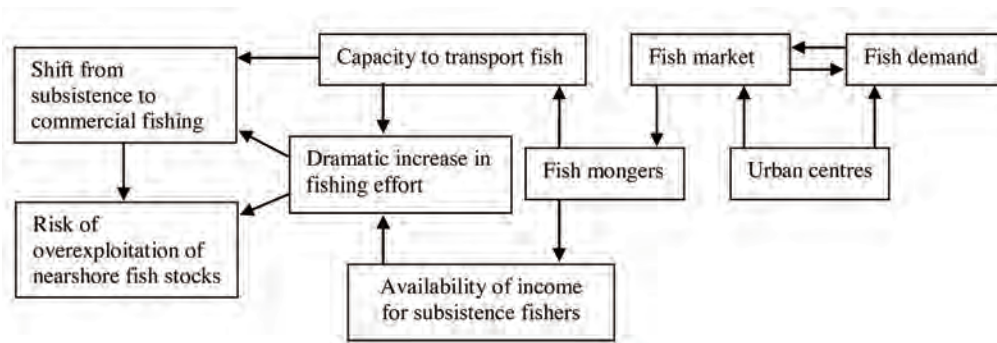 Shift from
subsistence to
commercial fishing
Capacity to transport fish
Fish market
Fish demand
Dramatic increase in
fishing effort
Fish mongers
Urban centres
Risk of
overexploitation of
nearshore fish stocks
Availability of income
for subsistence fishers